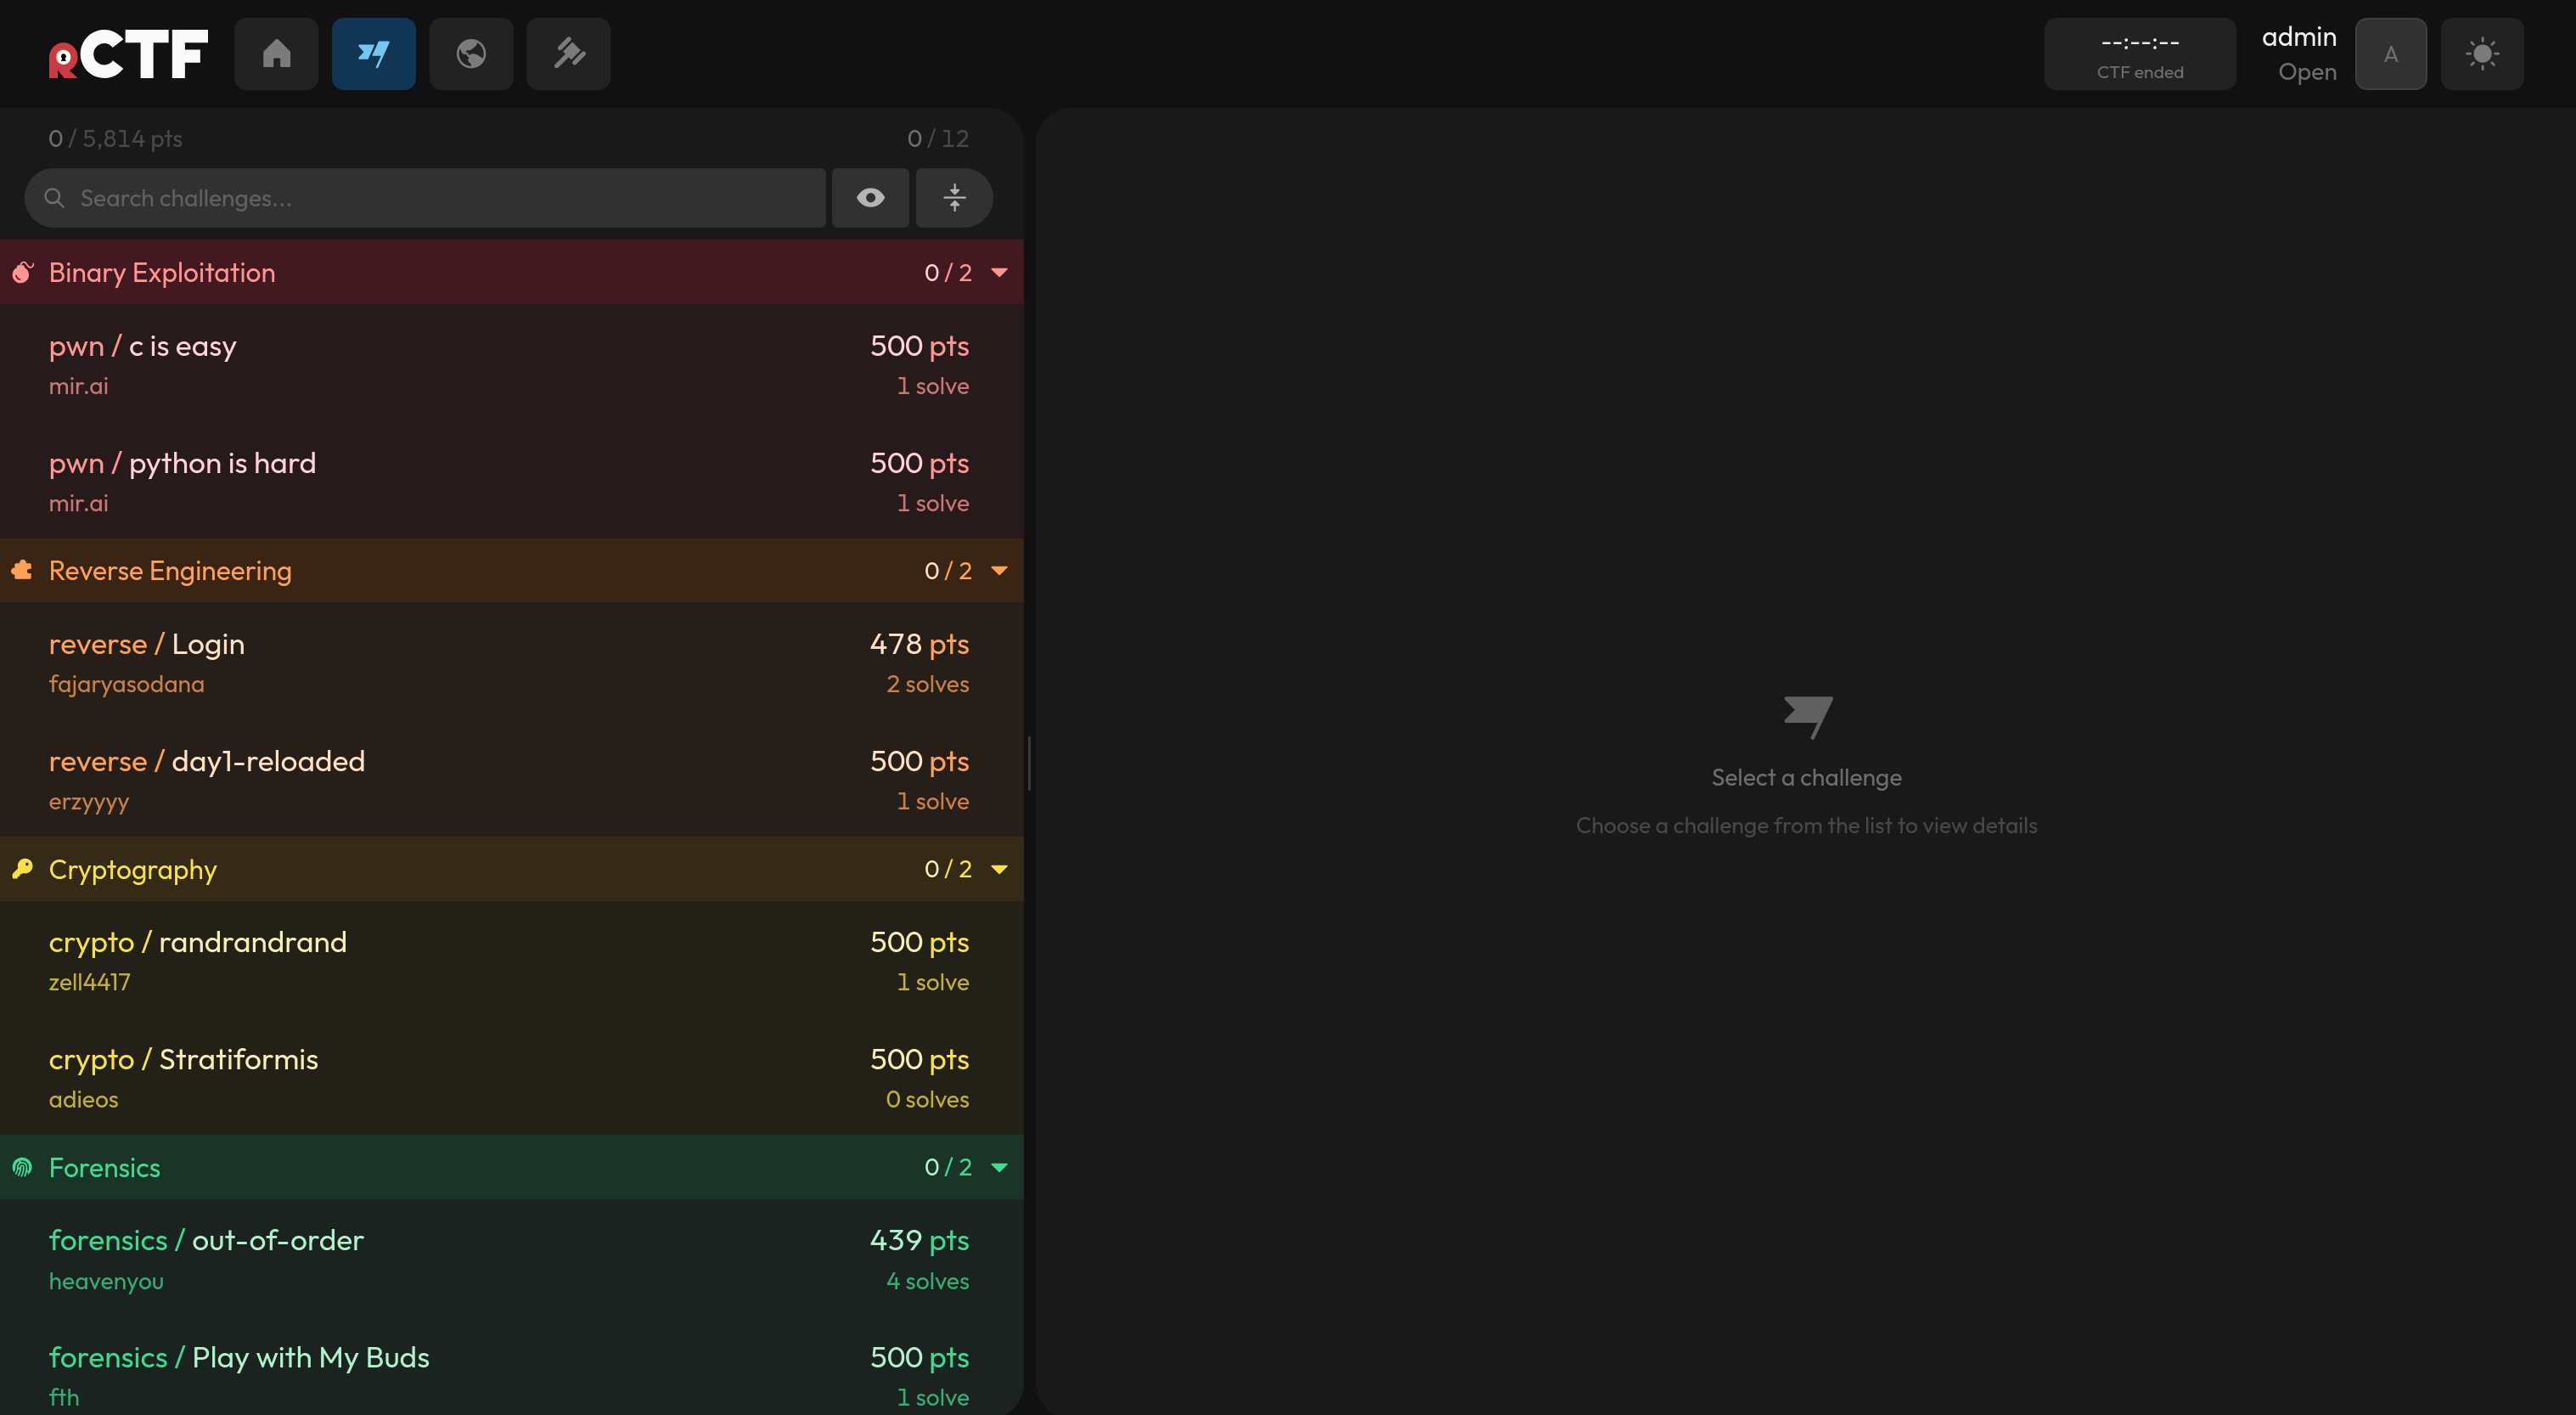 rCTF
--:--:--
CTF ended
admin
Open
A
0 / 5,814 pts
0 / 12
Search challenges...
Binary Exploitation 0 / 2
pwn / c is easy 500 pts
mir.ai 1 solve
pwn / python is hard 500 pts
mir.ai 1 solve
Reverse Engineering 0 / 2
reverse / Login 478 pts
fajaryasodana 2 solves
reverse / day1-reloaded 500 pts
erzyyyy 1 solve
Cryptography 0 / 2
crypto / randrandrand 500 pts
zell4417 1 solve
crypto / Stratiformis 500 pts
adieos 0 solves
Forensics 0 / 2
forensics / out-of-order 439 pts
heavenyou 4 solves
forensics / Play with My Buds 500 pts
fth 1 solve
Select a challenge
Choose a challenge from the list to view details